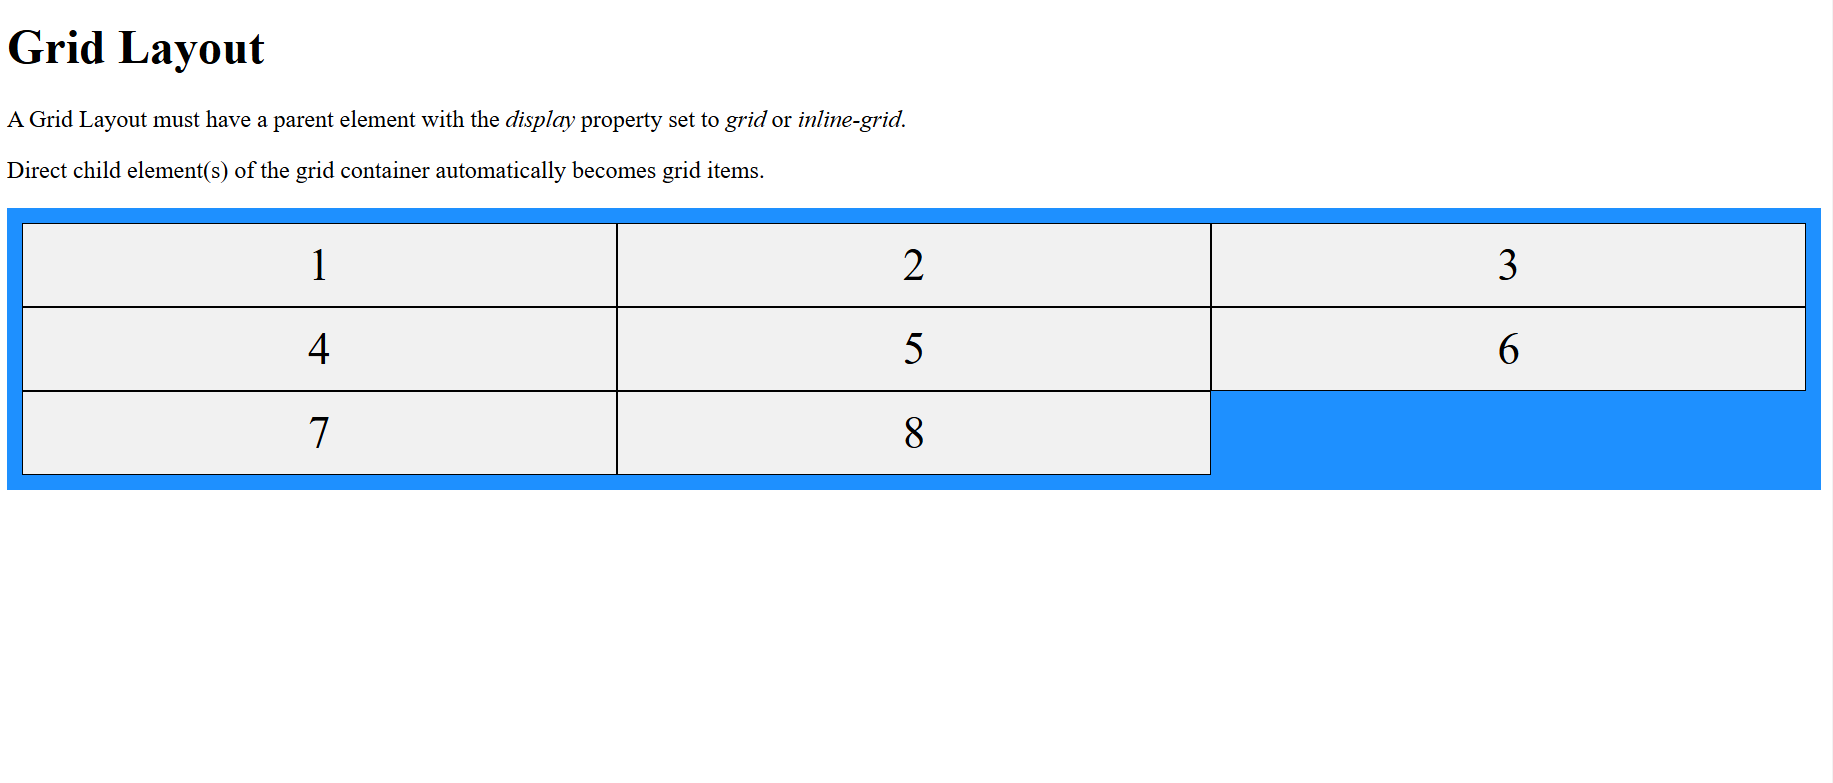 Grid Layout
A Grid Layout must have a parent element with the display property set to grid or inline-grid.
Direct child element(s) of the grid container automatically becomes grid items.
1 2 3
4 5 6
7 8